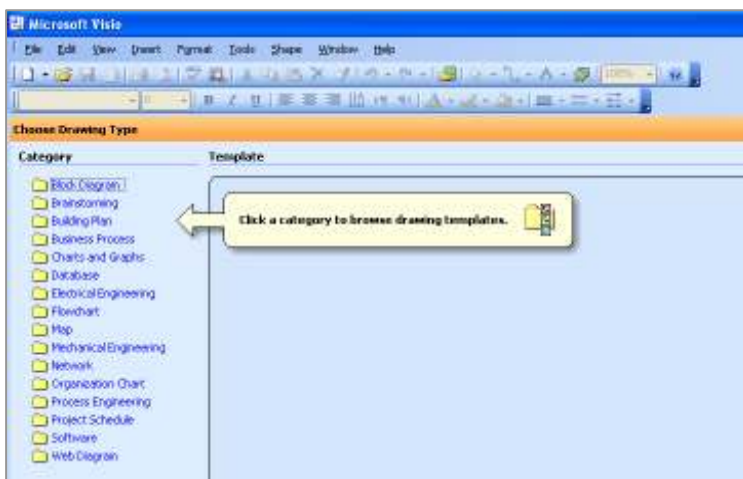 Microsoft Visio
File Edit View Insert Format Tools Shape Window Help
100%
B I U
Choose Drawing Type
Category Template
Block Diagram
Brainstorming
Building Plan
Business Process
Charts and Graphs
Database
Electrical Engineering
Flowchart
Map
Mechanical Engineering
Network
Organization Chart
Process Engineering
Project Schedule
Software
Web Diagram
Click a category to browse drawing templates.